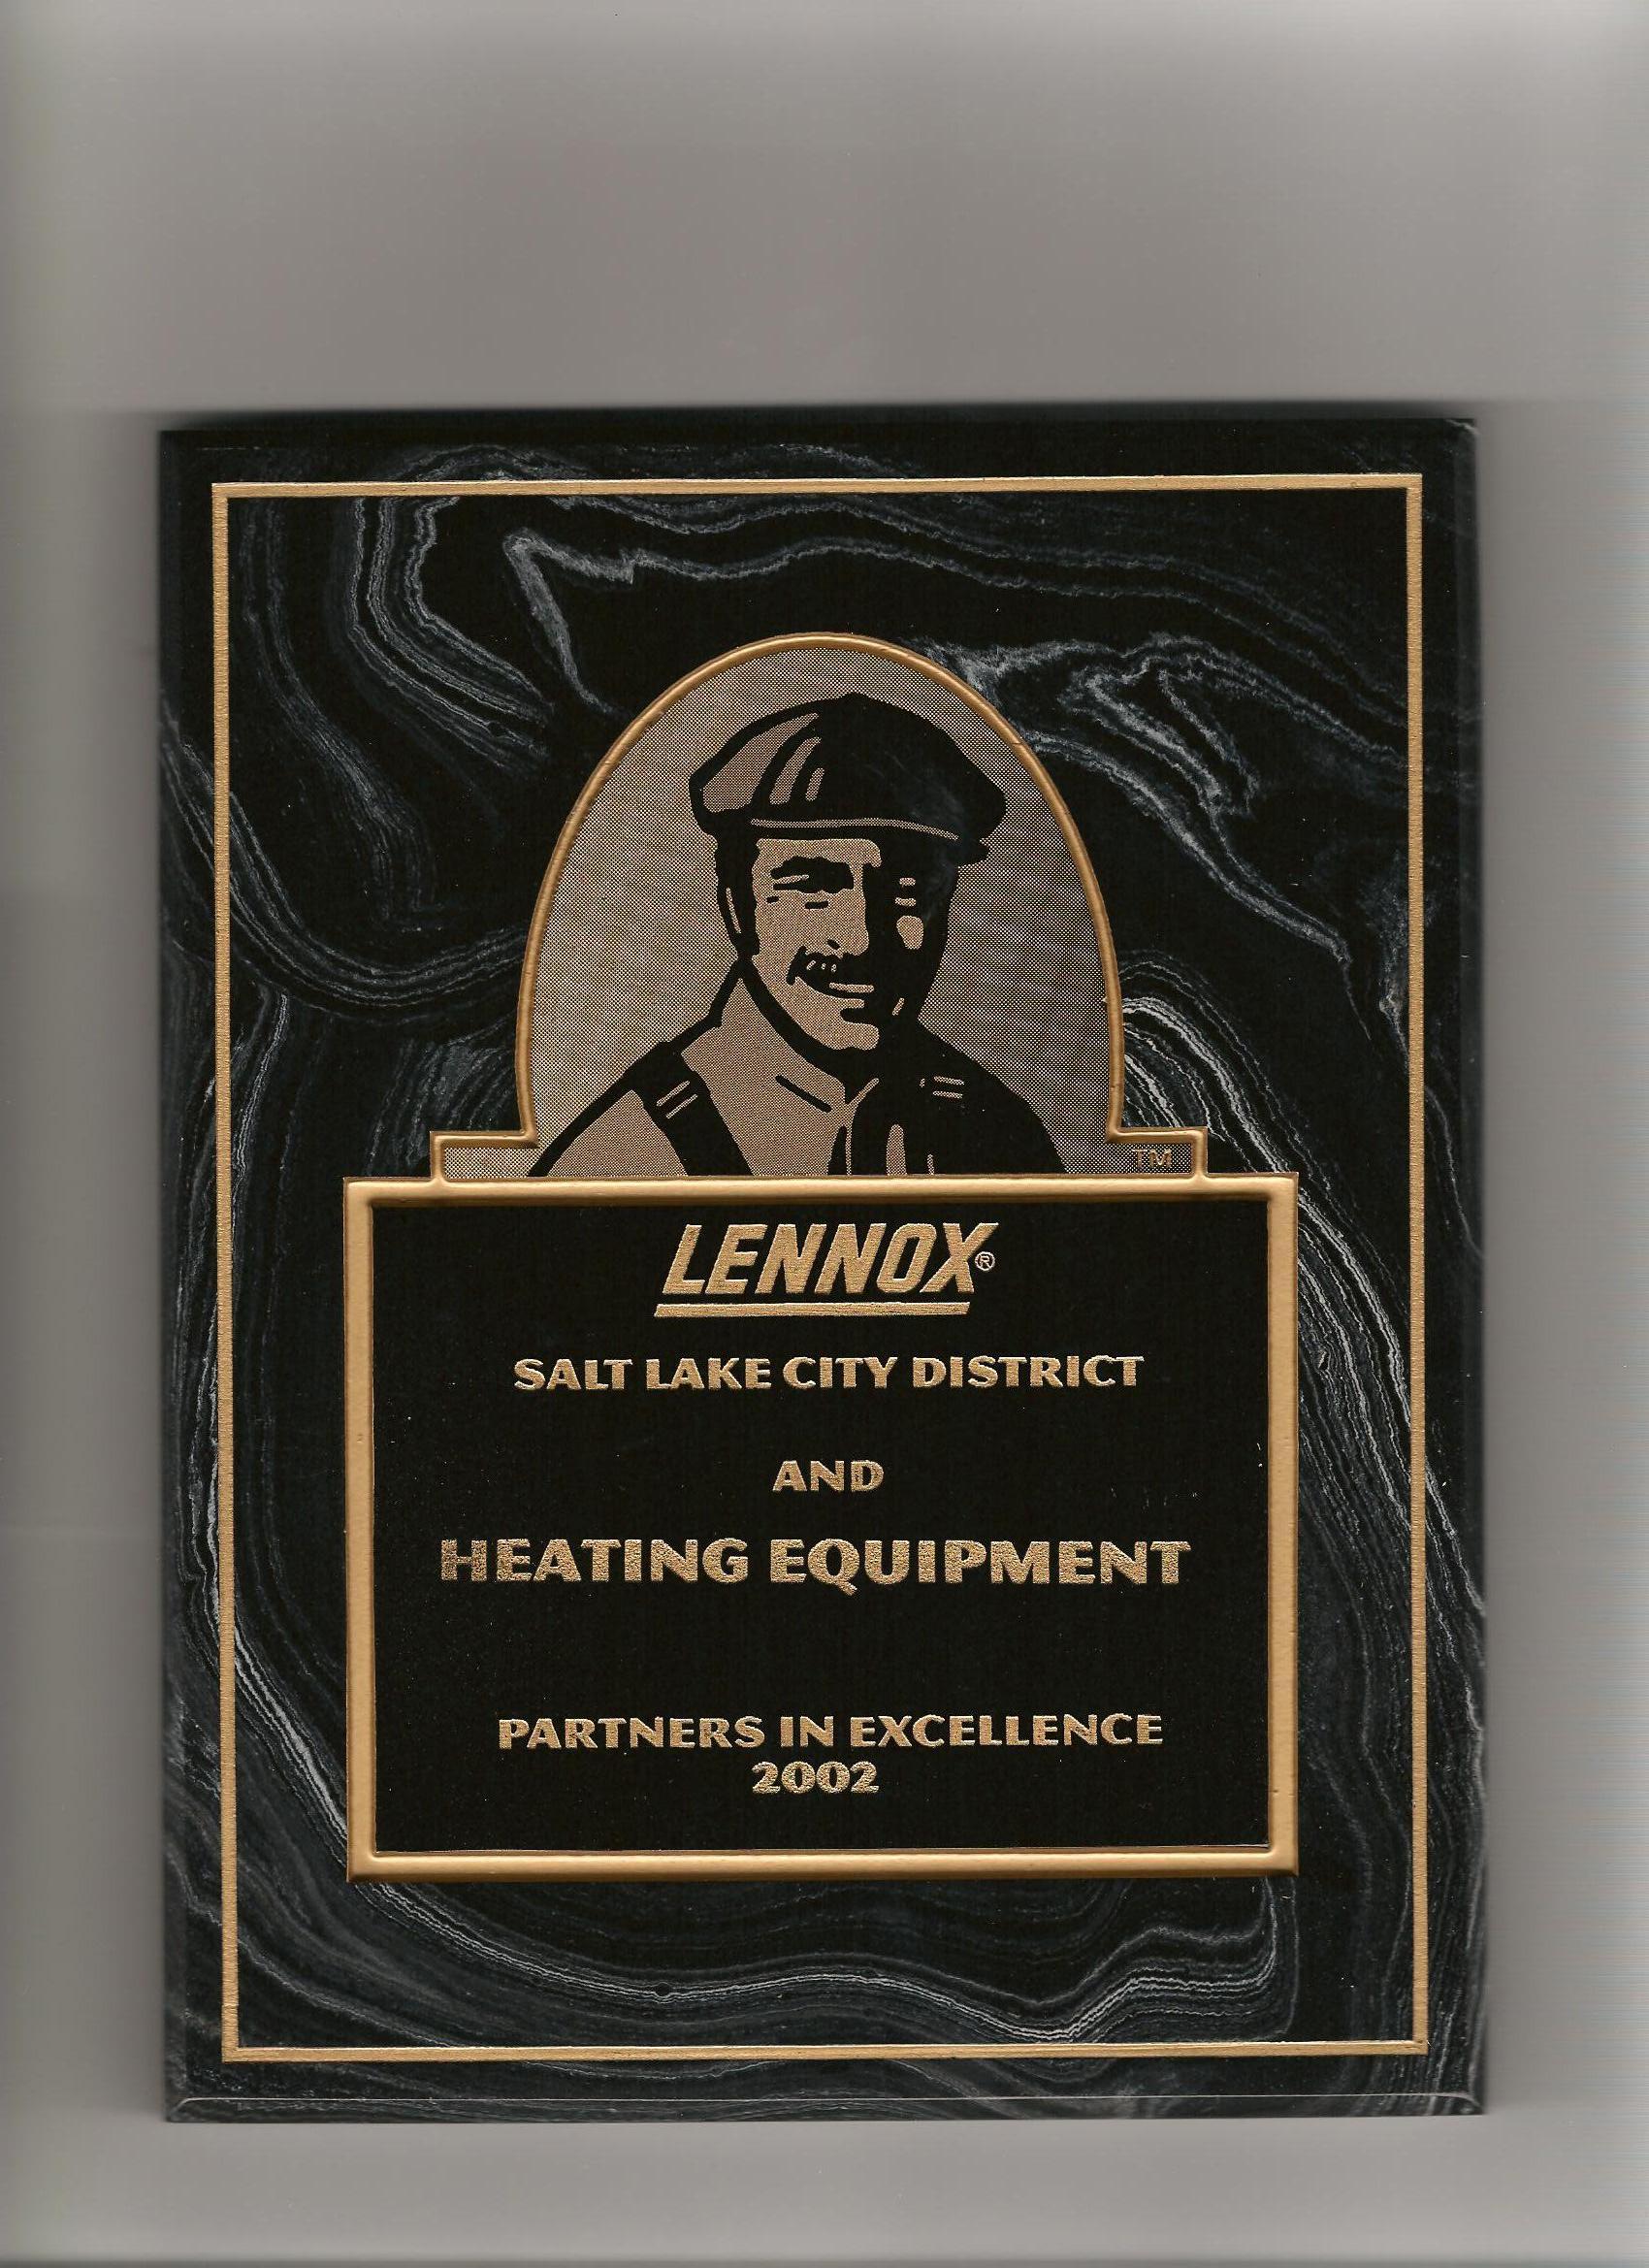 TM
LENNOX®
SALT LAKE CITY DISTRICT
AND
HEATING EQUIPMENT
PARTNERS IN EXCELLENCE
2002